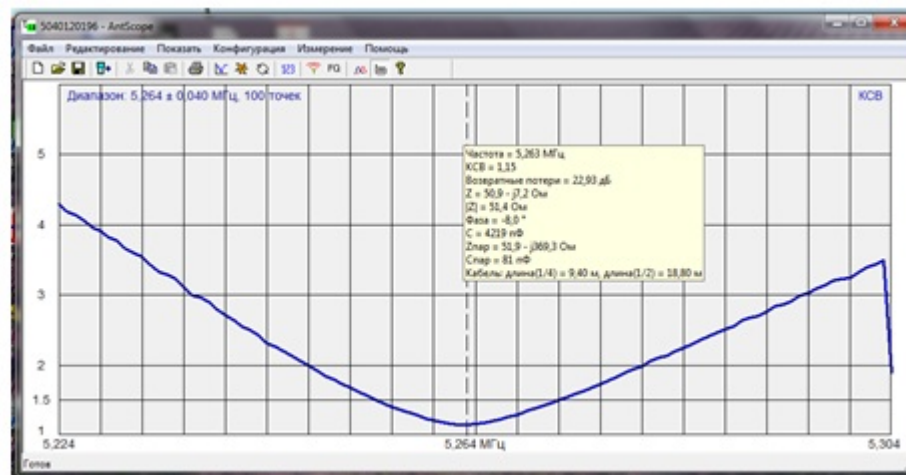 5040120196 - AntScope
Файл Редактирование Показать Конфигурация Измерение Помощь
123 FQ ?
Диапазон: 5,264 ± 0,040 МГц, 100 точек КСВ
5
4
3
2
1.5
1
Частота = 5,263 МГц
КСВ = 1,15
Возвратные потери = 22,93 дБ
Z = 50,9 - j7,2 Ом
|Z| = 51,4 Ом
Фаза = -8,0 °
C = 4219 пФ
Zпар = 51,9 - j369,3 Ом
Cпар = 81 пФ
Кабель: длина(1/4) = 9,40 м, длина(1/2) = 18,80 м
5,224 5,264 МГц 5,304
Готов